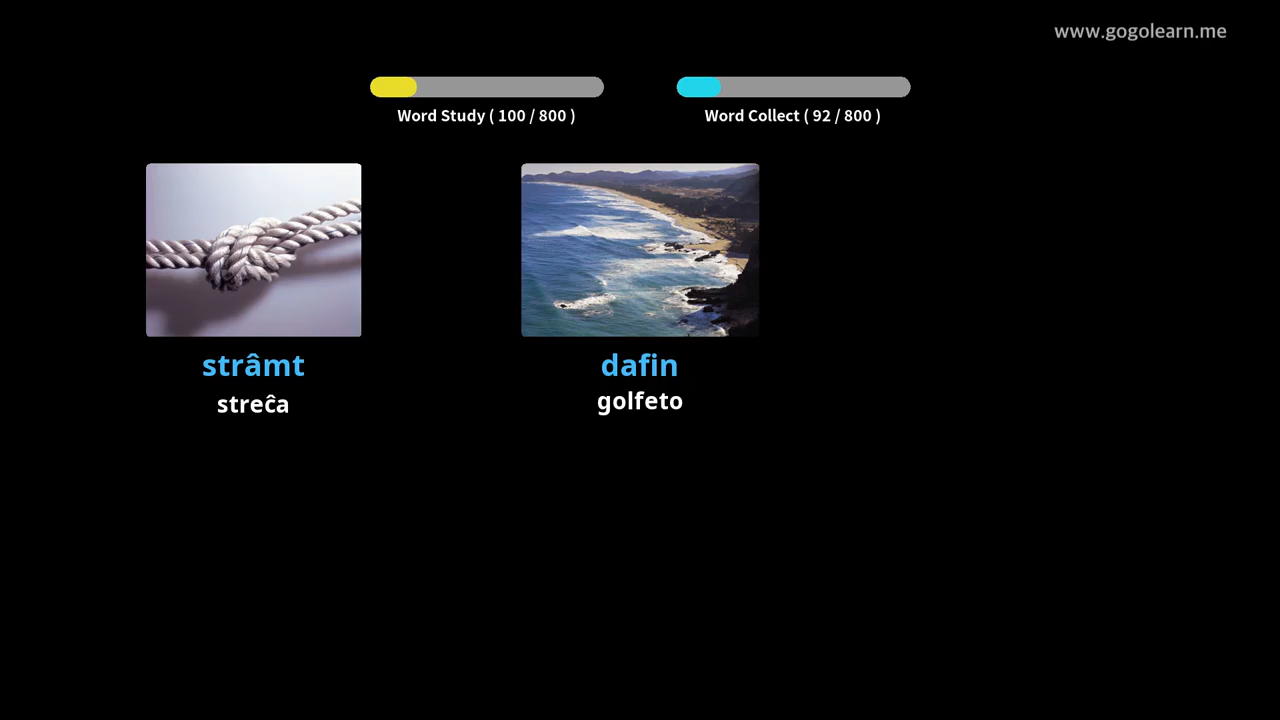 www.gogolearn.me
Word Study ( 100 / 800 )
Word Collect ( 92 / 800 )
strâmt
streĉa
dafin
golfeto